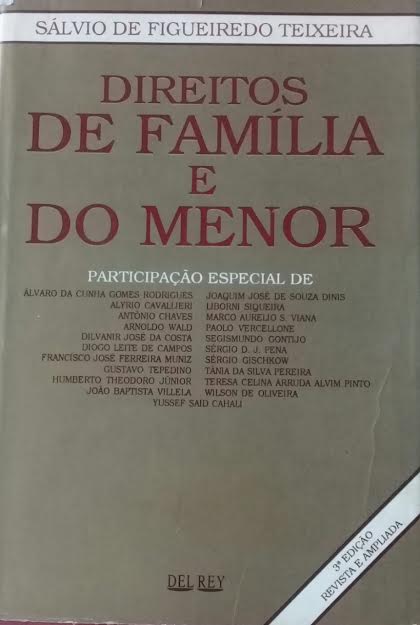 SÁLVIO DE FIGUEIREDO TEIXEIRA
DIREITOS
DE FAMÍLIA
E
DO MENOR
PARTICIPAÇÃO ESPECIAL DE
ÁLVARO DA CUNHA GOMES RODRIGUES
ALYRIO CAVALLIERI
ANTÔNIO CHAVES
ARNOLDO WALD
DILVANIR JOSÉ DA COSTA
DIOGO LEITE DE CAMPOS
FRANCISCO JOSÉ FERREIRA MUNIZ
GUSTAVO TEPEDINO
HUMBERTO THEODORO JÚNIOR
JOÃO BAPTISTA VILLELA
JOAQUIM JOSÉ DE SOUZA DINIS
LIBORNI SIQUEIRA
MARCO AURELIO S. VIANA
PAOLO VERCELLONE
SEGISMUNDO GONTIJO
SÉRGIO D. J. PENA
SÉRGIO GISCHKOW
TÂNIA DA SILVA PEREIRA
TERESA CELINA ARRUDA ALVIM PINTO
WILSON DE OLIVEIRA
YUSSEF SAID CAHALI
3ª EDIÇÃO
REVISTA E AMPLIADA
DEL REY